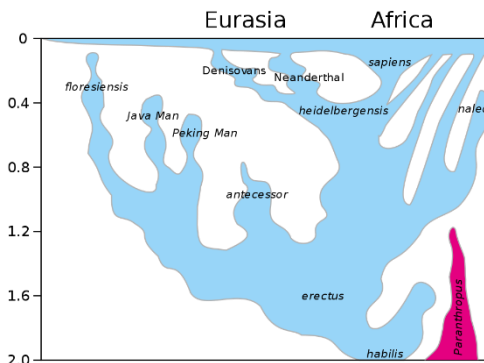 Eurasia Africa
0
sapiens
Denisovans Neanderthal
floresiensis
0.4
heidelbergensis naledi
Java Man
Peking Man
0.8
antecessor
1.2
erectus
1.6
Paranthropus
habilis
2.0